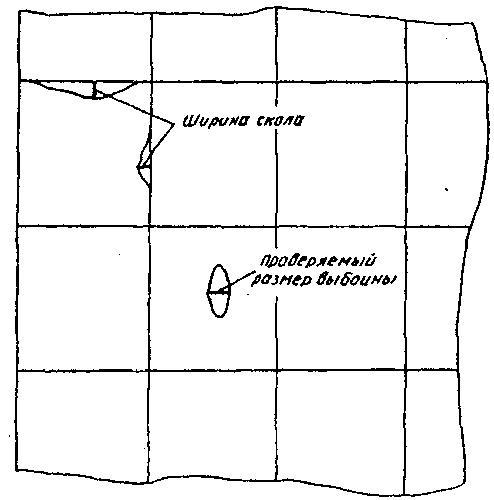 Ширина скола
Проверяемый
размер выбоины